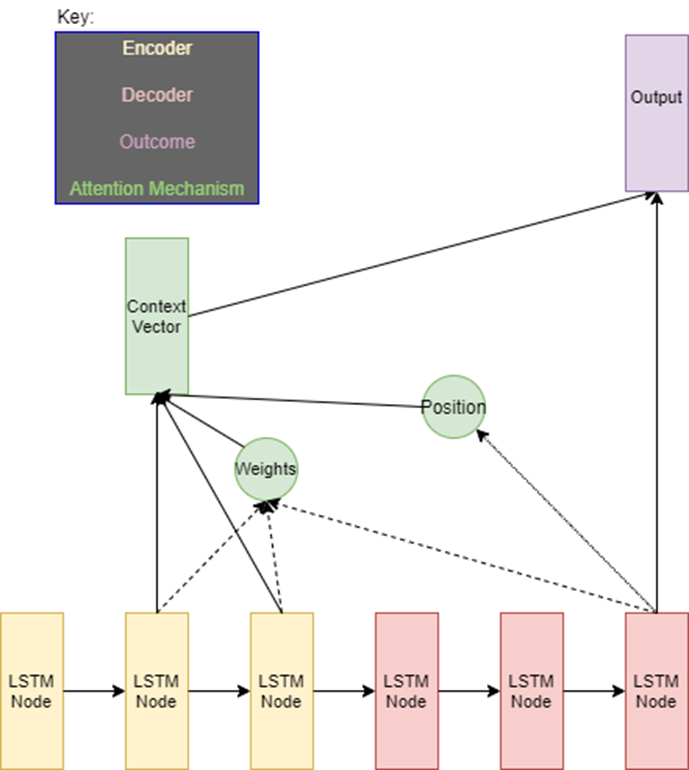 Key:
Encoder
Decoder
Outcome
Attention Mechanism
Output
Context
Vector
Position
Weights
LSTM
Node
LSTM
Node
LSTM
Node
LSTM
Node
LSTM
Node
LSTM
Node